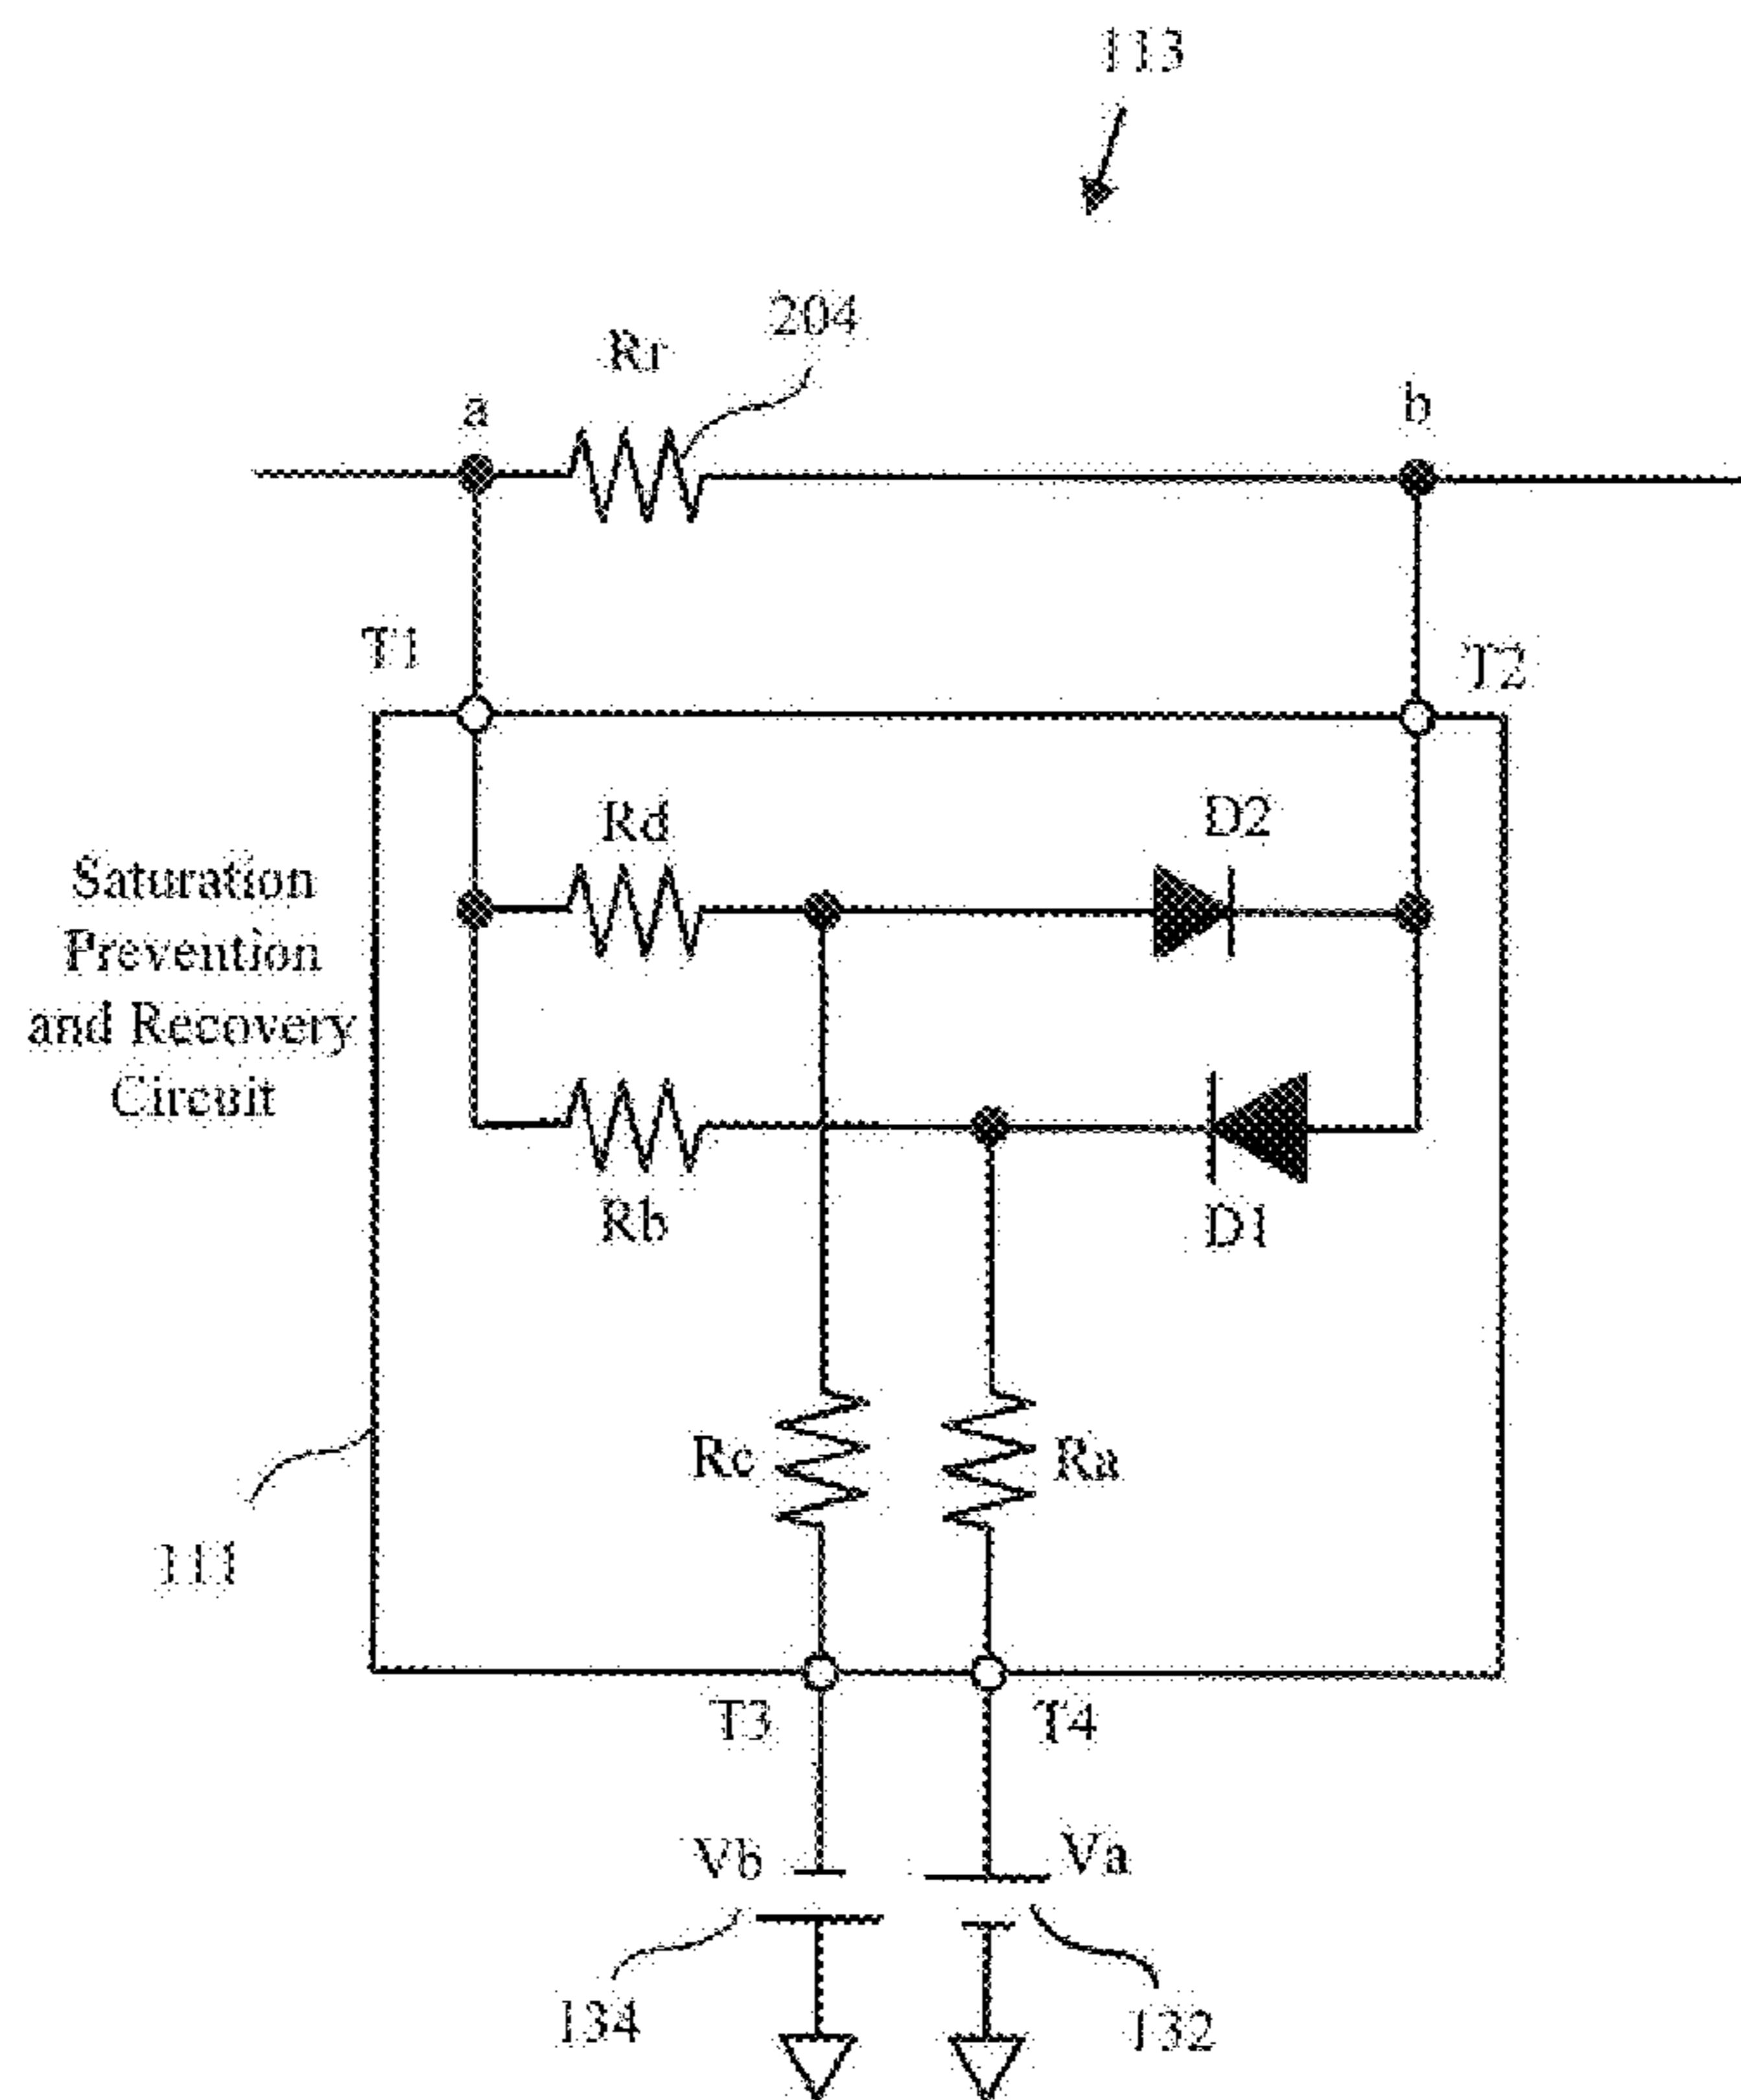 113
204
Rr
a
b
T1
T2
Rd
D2
Saturation
Prevention
and Recovery
Circuit
Rb
D1
Rc
Ra
111
T3
T4
Vb
Va
134
132